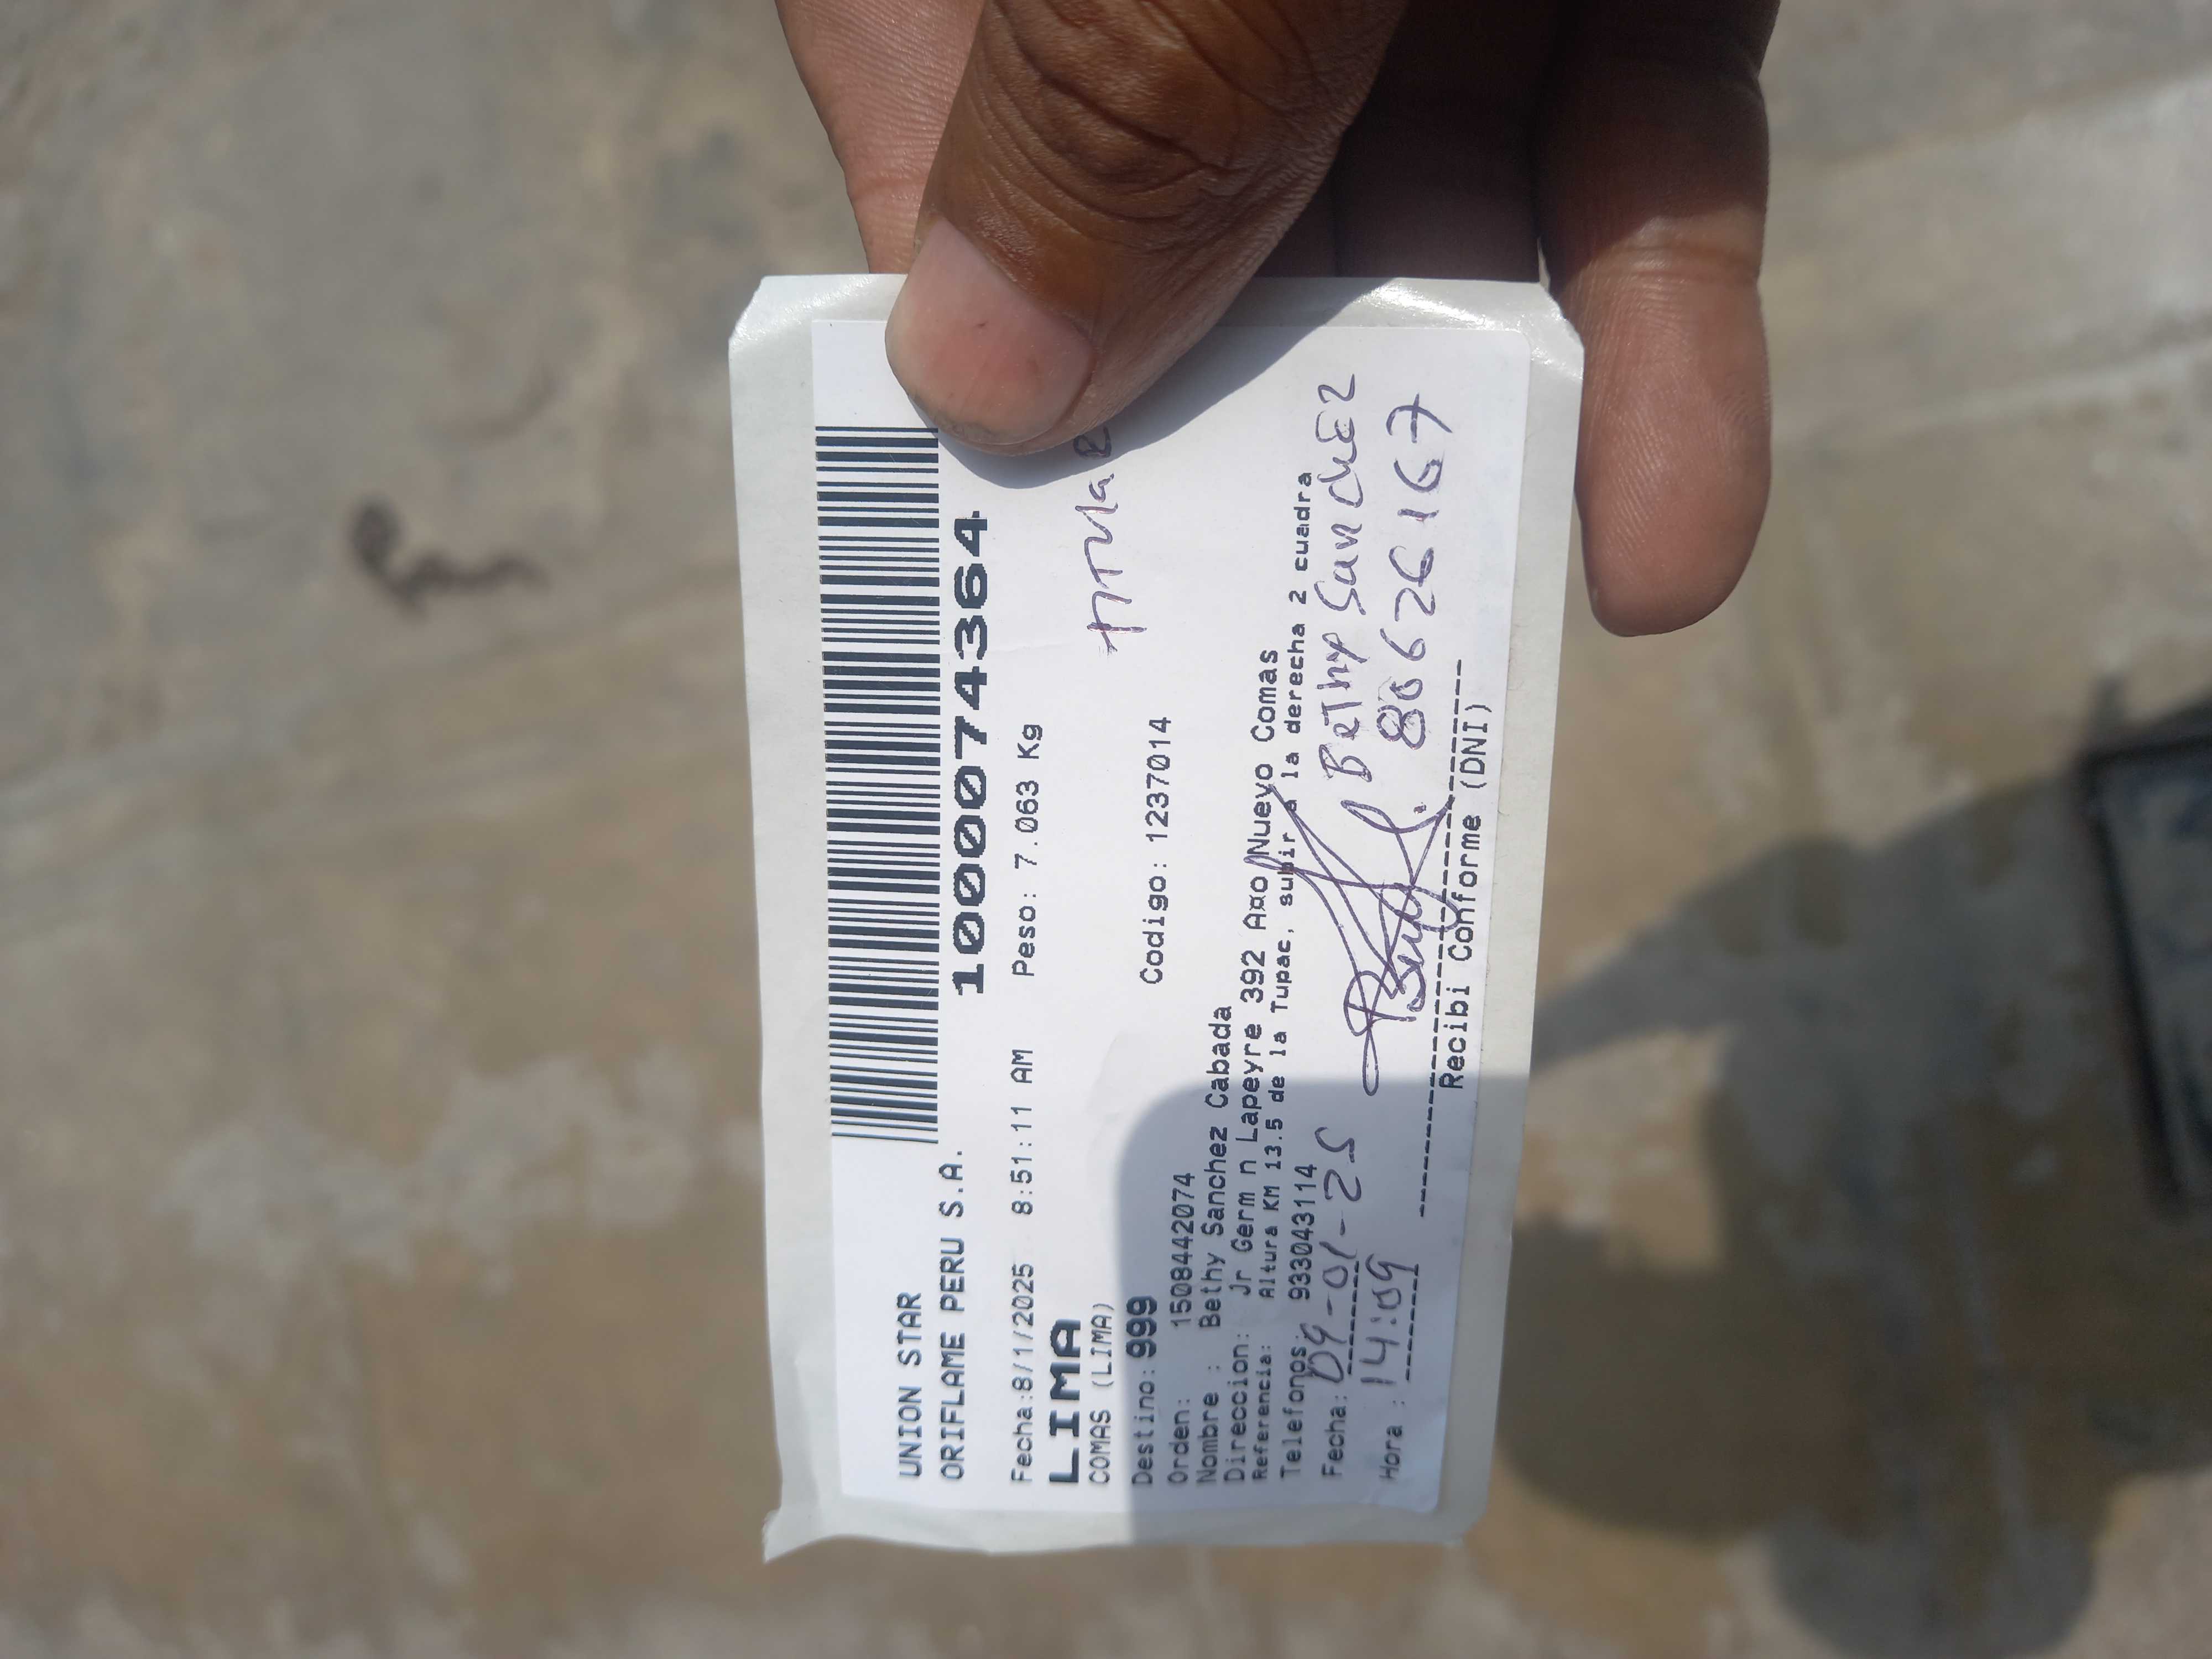 UNION STAR
ORIFLAME PERU S.A.
10000743​64
Fecha:8/1/2025 8:51:11 AM Peso: 7.063 Kg
LIMA
COMAS (LIMA)
Destino:999 Codigo: 1237014
Orden: 1508442074
Nombre : Bethy Sanchez Cabada
Direccion: Jr Germ n Lapeyre 392 A¤o Nuevo Comas
Referencia: Altura KM 13.5 de la Tupac, subir a la derecha 2 cuadra
Telefonos: 933043114
Fecha: 09-01-25 BeThy SanchEz
Hora : 14:09 80626167
Recibi Conforme (DNI)